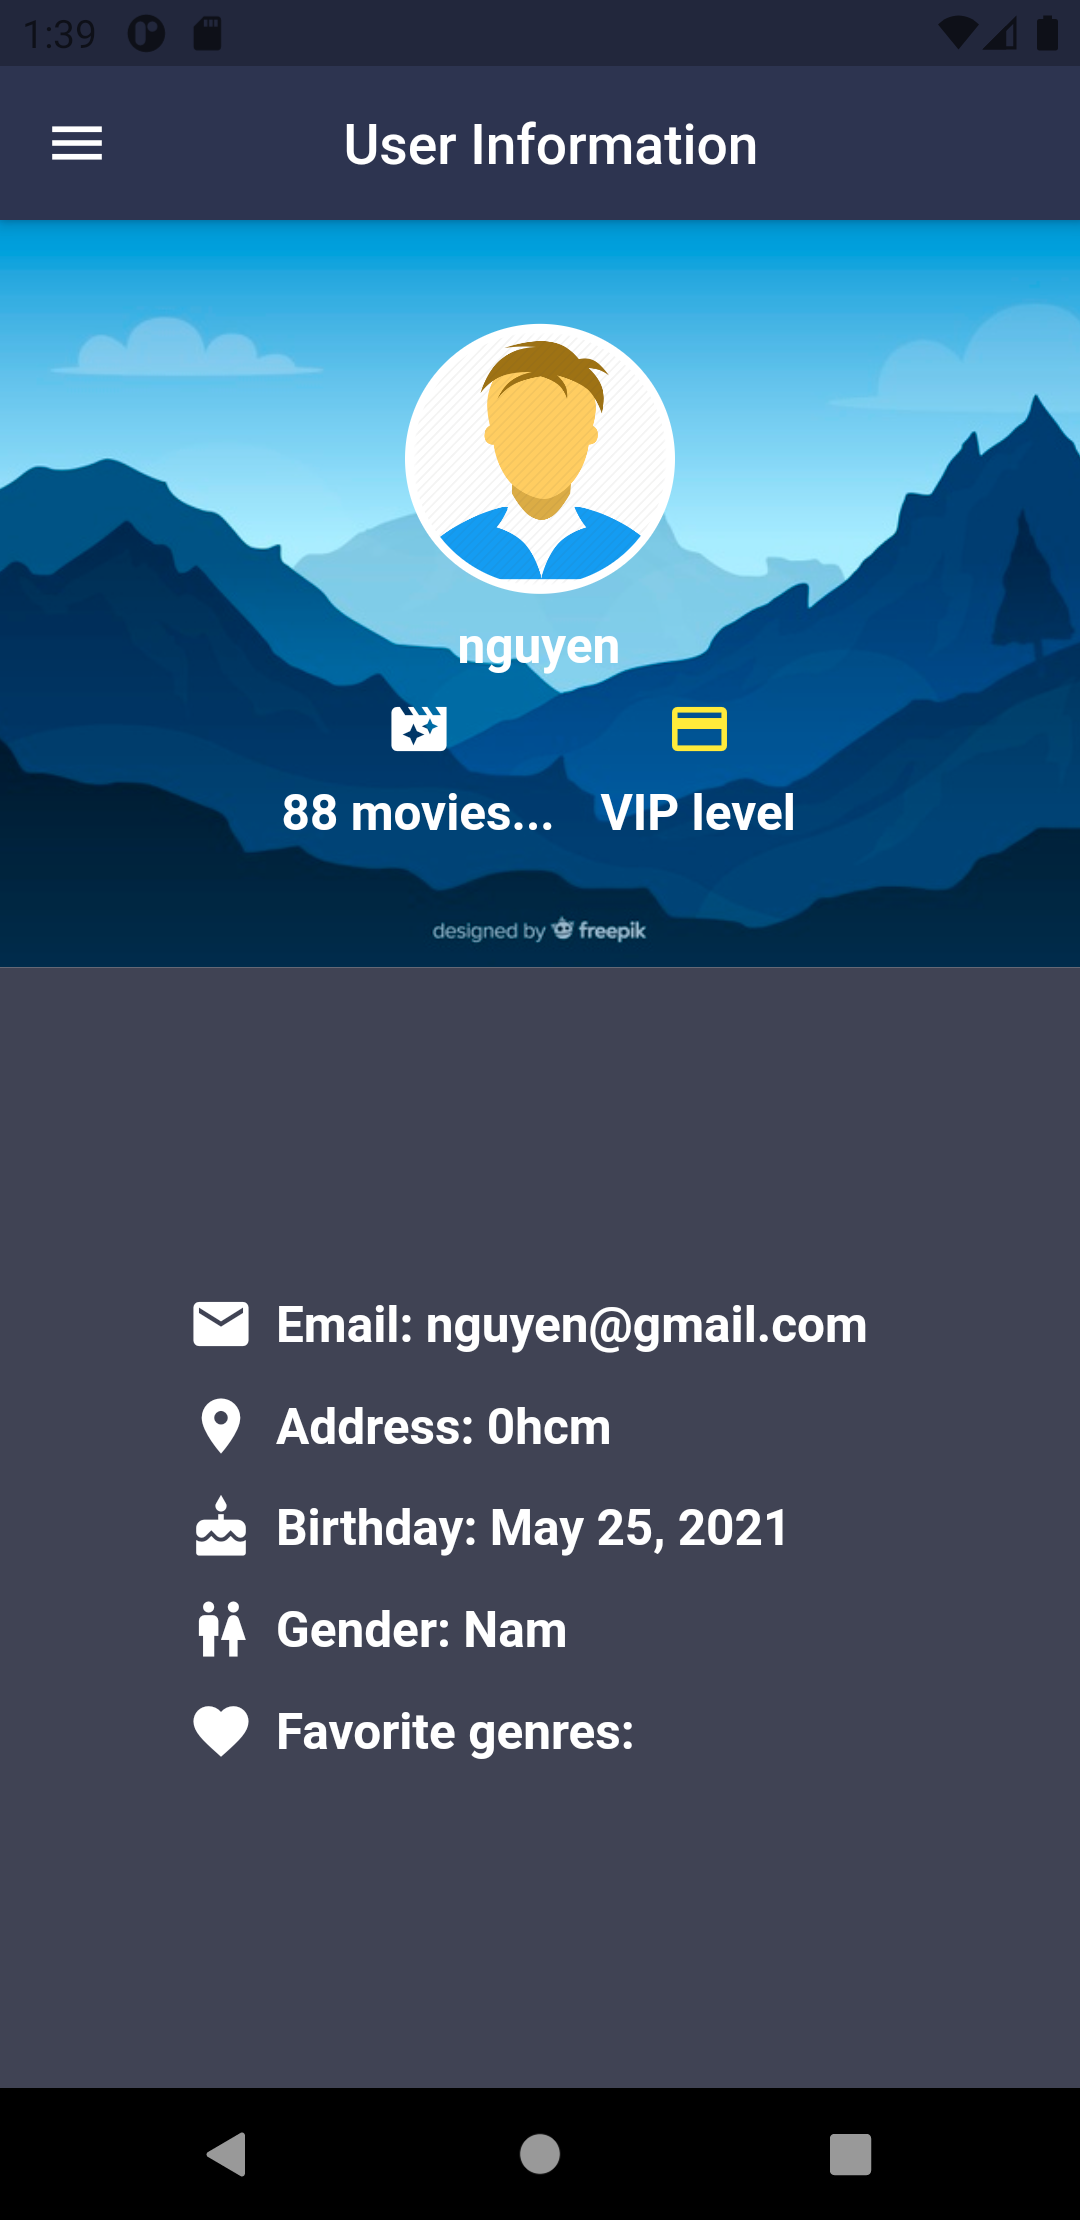 1:39
User Information
nguyen
88 movies... VIP level
designed by freepik
Email: nguyen@gmail.com
Address: 0hcm
Birthday: May 25, 2021
Gender: Nam
Favorite genres: